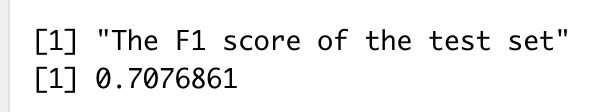 [1] "The F1 score of the test set"
[1] 0.7076861